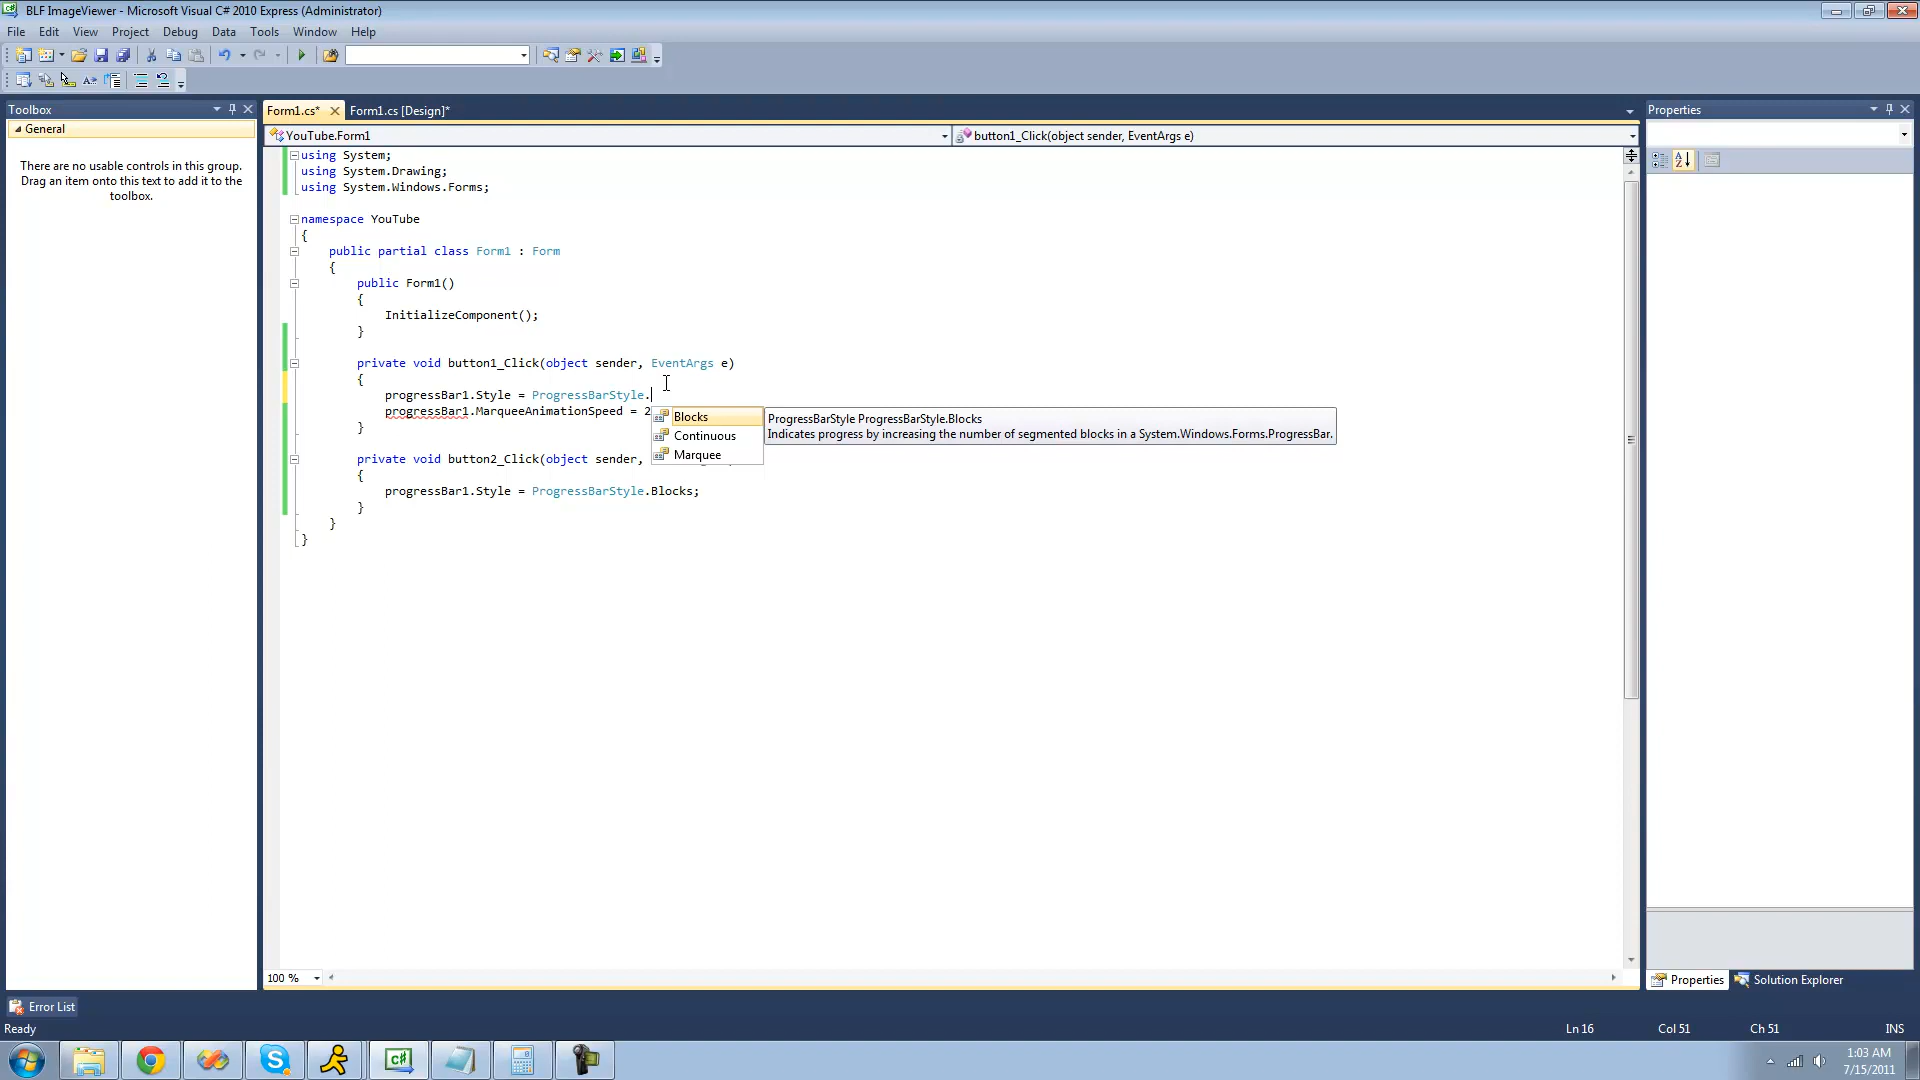 BLF ImageViewer - Microsoft Visual C# 2010 Express (Administrator)
File Edit View Project Debug Data Tools Window Help
Toolbox
General
There are no usable controls in this group. Drag an item onto this text to add it to the toolbox.
Form1.cs* Form1.cs [Design]*
YouTube.Form1 button1_Click(object sender, EventArgs e)
using System;
using System.Drawing;
using System.Windows.Forms;
namespace YouTube
{
public partial class Form1 : Form
{
public Form1()
{
InitializeComponent();
}
private void button1_Click(object sender, EventArgs e)
{
progressBar1.Style = ProgressBarStyle.
progressBar1.MarqueeAnimationSpeed = 2
}
Blocks
Continuous
Marquee
ProgressBarStyle ProgressBarStyle.Blocks
Indicates progress by increasing the number of segmented blocks in a System.Windows.Forms.ProgressBar.
private void button2_Click(object sender,
{
progressBar1.Style = ProgressBarStyle.Blocks;
}
}
}
100 %
Properties
Properties Solution Explorer
Error List
Ready Ln 16 Col 51 Ch 51 INS
1:03 AM
7/15/2011